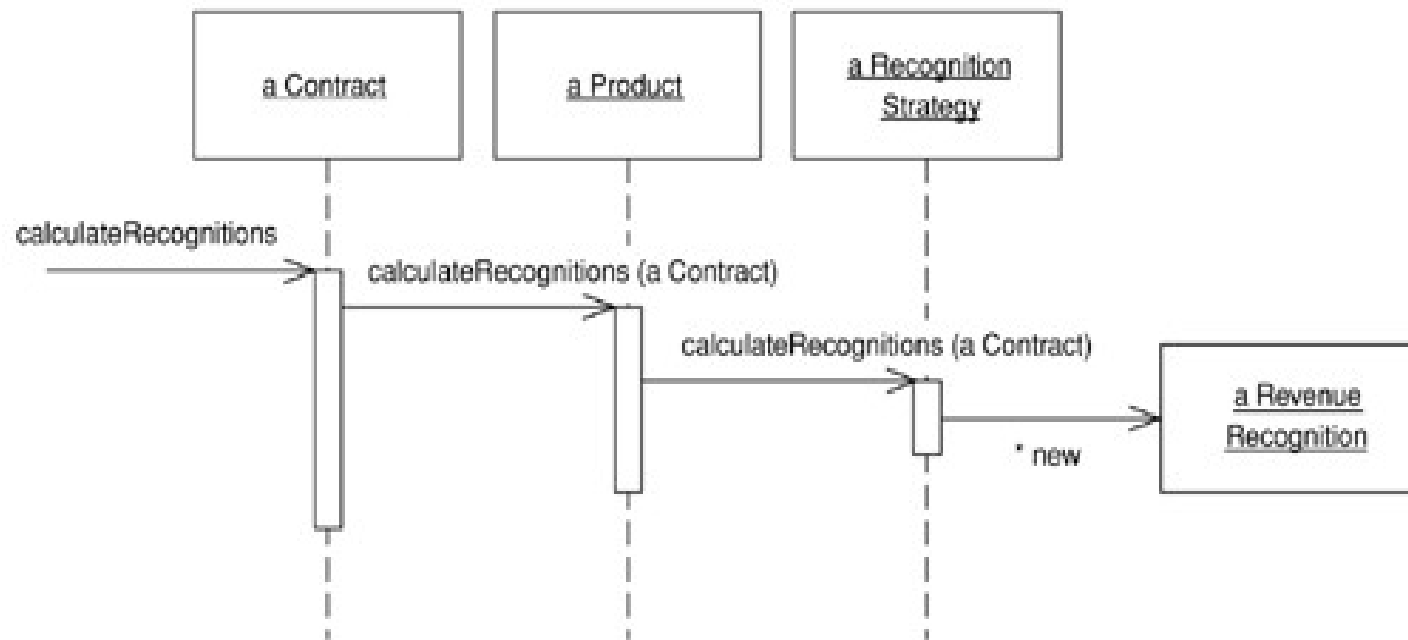 a Contract
a Product
a Recognition
Strategy
calculateRecognitions
calculateRecognitions (a Contract)
calculateRecognitions (a Contract)
a Revenue
Recognition
* new